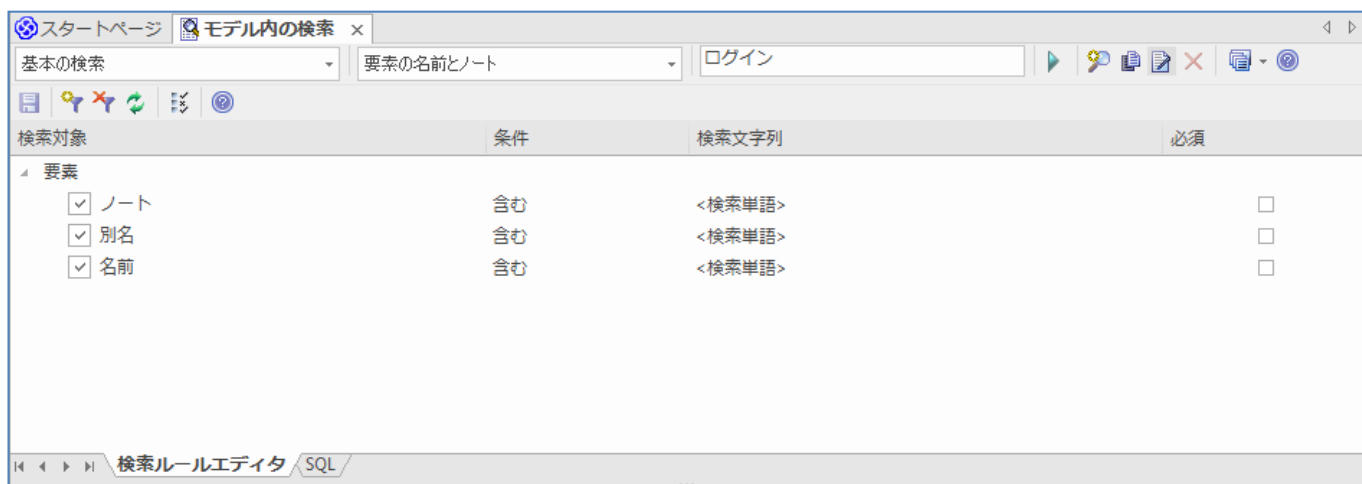 スタートページ モデル内の検索 ×
基本の検索 要素の名前とノート ログイン
検索対象 条件 検索文字列 必須
要素
ノート 含む <検索単語>
別名 含む <検索単語>
名前 含む <検索単語>
検索ルールエディタ SQL